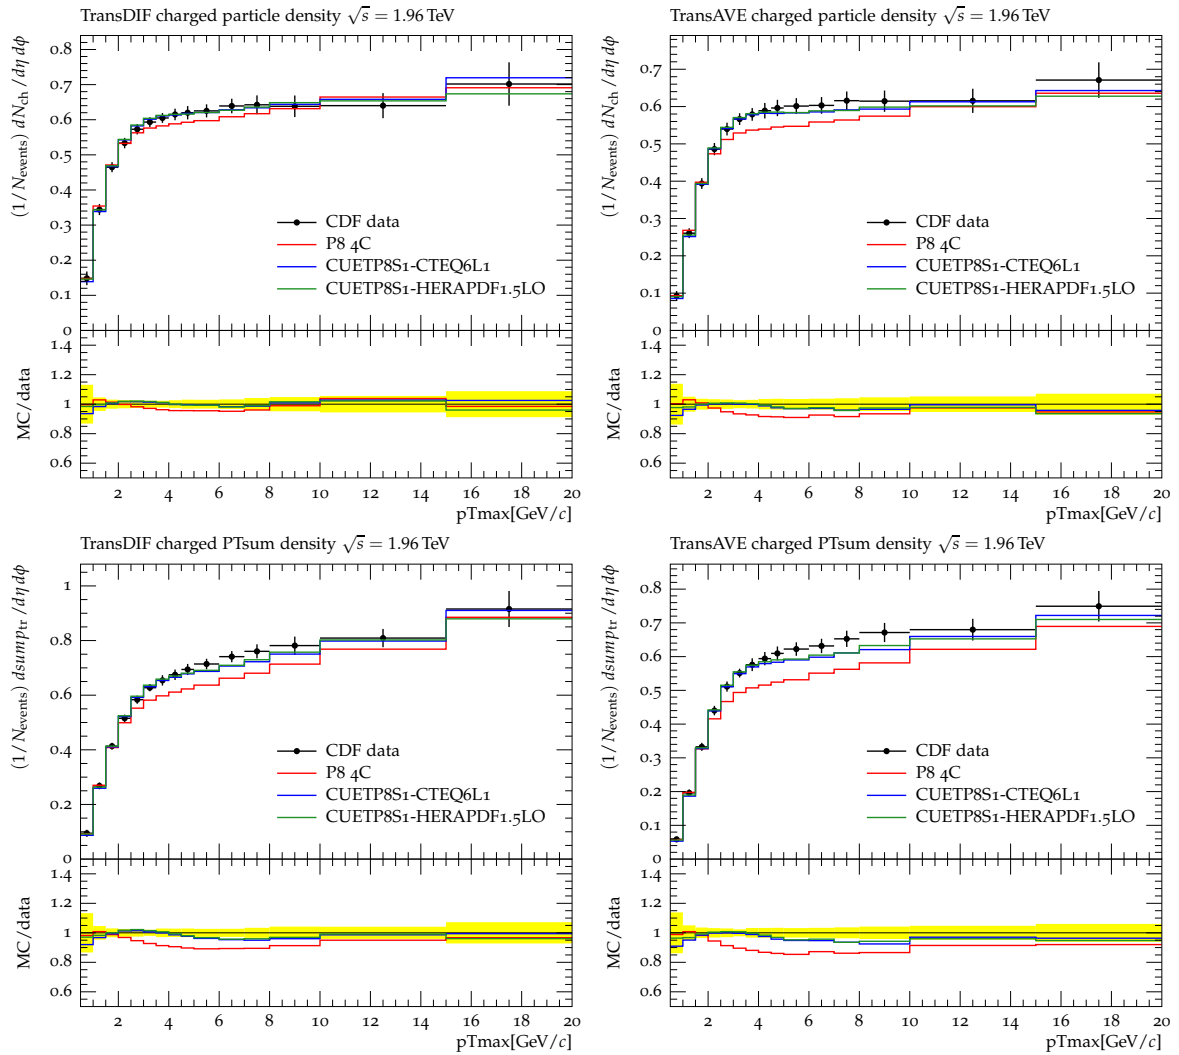 TransDIF charged particle density √s = 1.96 TeV
(1/N_events) dN_ch/dη dϕ
0.8
0.7
0.6
0.5
0.4
0.3
0.2
0.1
0
CDF data
P8 4C
CUETP8S1-CTEQ6L1
CUETP8S1-HERAPDF1.5LO
MC/data
1.4
1.2
1
0.8
0.6
2 4 6 8 10 12 14 16 18 20
pTmax[GeV/c]
TransAVE charged particle density √s = 1.96 TeV
(1/N_events) dN_ch/dη dϕ
0.7
0.6
0.5
0.4
0.3
0.2
0.1
0
CDF data
P8 4C
CUETP8S1-CTEQ6L1
CUETP8S1-HERAPDF1.5LO
MC/data
1.4
1.2
1
0.8
0.6
2 4 6 8 10 12 14 16 18 20
pTmax[GeV/c]
TransDIF charged PTsum density √s = 1.96 TeV
(1/N_events) dsump_tr/dη dϕ
1
0.8
0.6
0.4
0.2
0
CDF data
P8 4C
CUETP8S1-CTEQ6L1
CUETP8S1-HERAPDF1.5LO
MC/data
1.4
1.2
1
0.8
0.6
2 4 6 8 10 12 14 16 18 20
pTmax[GeV/c]
TransAVE charged PTsum density √s = 1.96 TeV
(1/N_events) dsump_tr/dη dϕ
0.8
0.7
0.6
0.5
0.4
0.3
0.2
0.1
0
CDF data
P8 4C
CUETP8S1-CTEQ6L1
CUETP8S1-HERAPDF1.5LO
MC/data
1.4
1.2
1
0.8
0.6
2 4 6 8 10 12 14 16 18 20
pTmax[GeV/c]